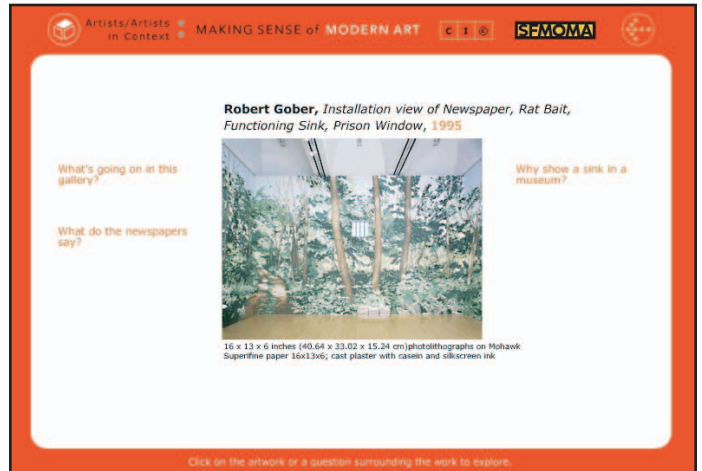 Artists/Artists
in Context
MAKING SENSE of MODERN ART
C I ©
SFMOMA
Robert Gober, Installation view of Newspaper, Rat Bait,
Functioning Sink, Prison Window, 1995
What's going on in this
gallery?
What do the newspapers
say?
Why show a sink in a
museum?
16 x 13 x 6 inches (40.64 x 33.02 x 15.24 cm)photolithographs on Mohawk
Superifine paper 16x13x6; cast plaster with casein and silkscreen ink
Click on the artwork or a question surrounding the work to explore.